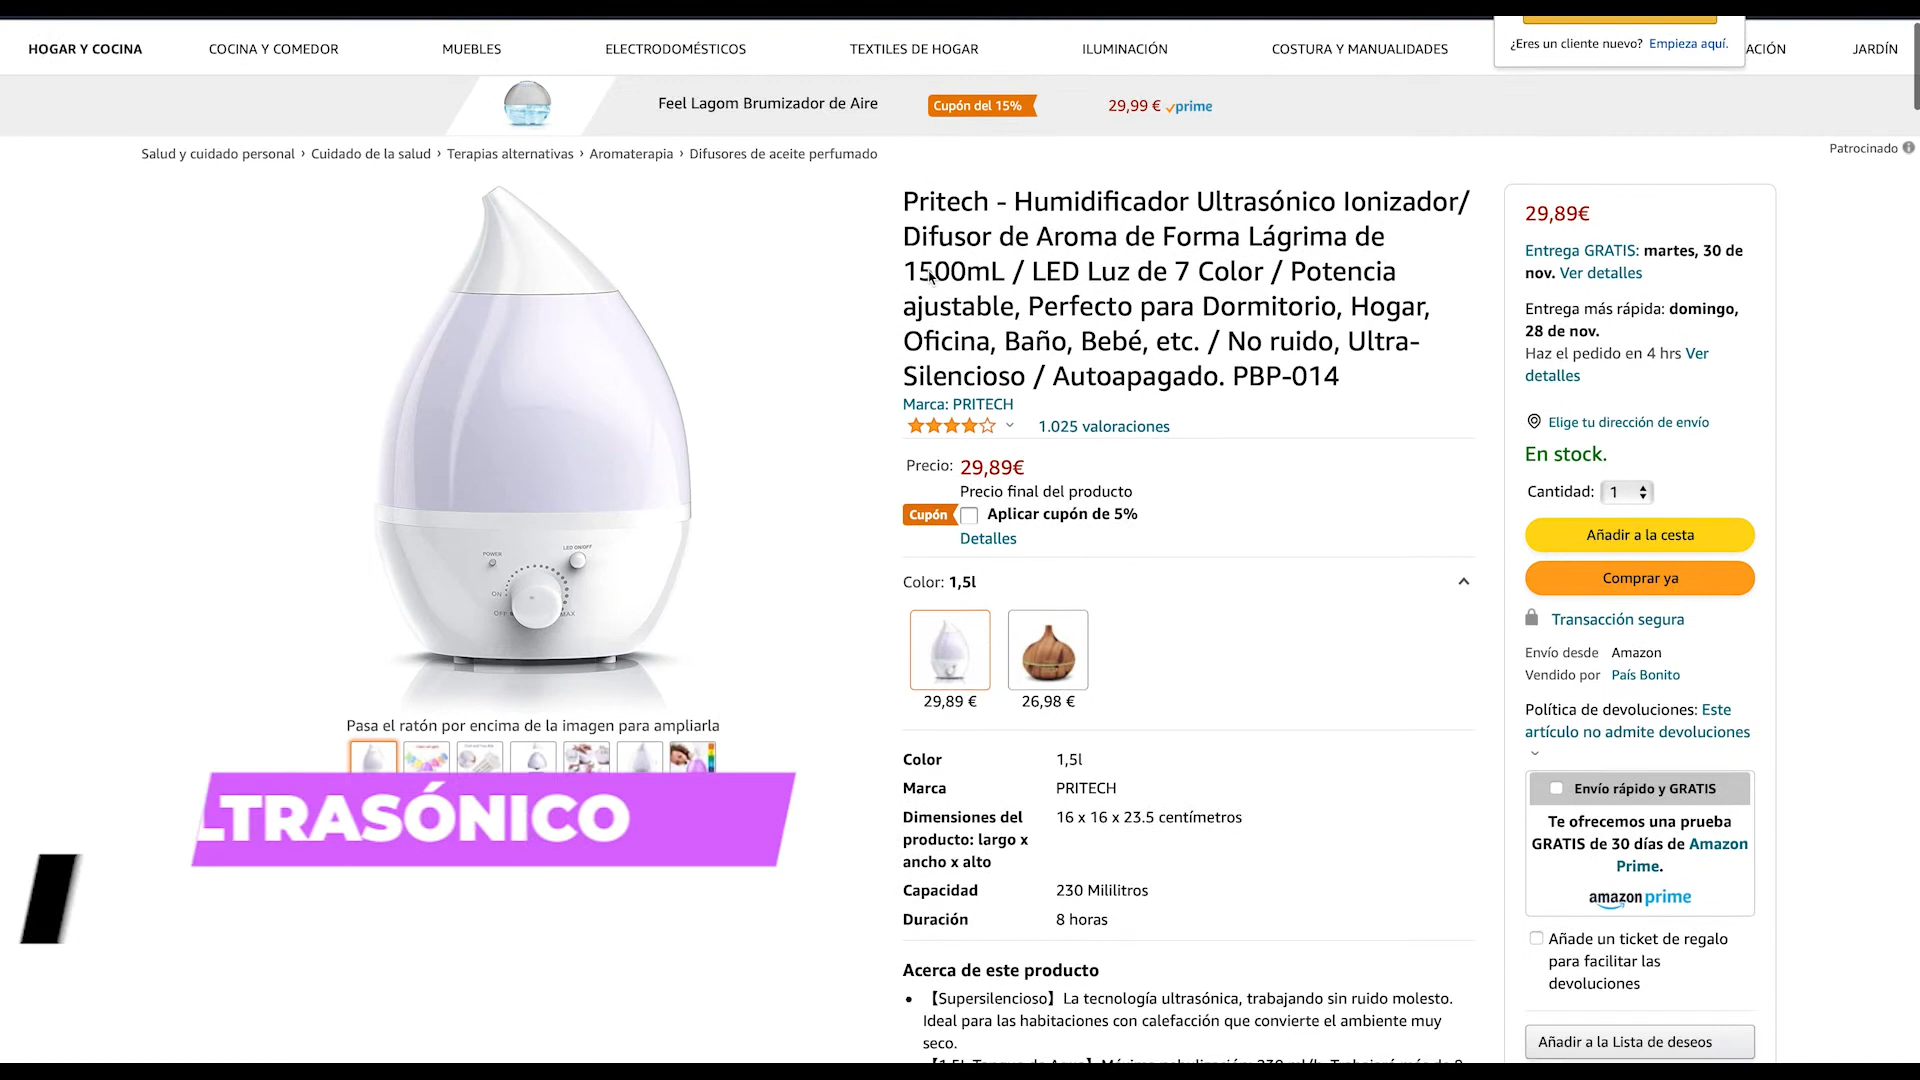 ¿Eres un cliente nuevo? Empieza aquí.
HOGAR Y COCINA COCINA Y COMEDOR MUEBLES ELECTRODOMÉSTICOS TEXTILES DE HOGAR ILUMINACIÓN COSTURA Y MANUALIDADES ACIÓN JARDÍN
Feel Lagom Brumizador de Aire Cupón del 15% 29,99 € prime
Patrocinado
Salud y cuidado personal › Cuidado de la salud › Terapias alternativas › Aromaterapia › Difusores de aceite perfumado
POWER
LED ON/OFF
ON
OFF
MAX
Pasa el ratón por encima de la imagen para ampliarla
LTRASÓNICO
Pritech - Humidificador Ultrasónico Ionizador/
Difusor de Aroma de Forma Lágrima de
1500mL / LED Luz de 7 Color / Potencia
ajustable, Perfecto para Dormitorio, Hogar,
Oficina, Baño, Bebé, etc. / No ruido, Ultra-
Silencioso / Autoapagado. PBP-014
Marca: PRITECH
1.025 valoraciones
Precio: 29,89€
Precio final del producto
Cupón Aplicar cupón de 5%
Detalles
Color: 1,5l
29,89 € 26,98 €
Color 1,5l
Marca PRITECH
Dimensiones del 16 x 16 x 23.5 centímetros
producto: largo x
ancho x alto
Capacidad 230 Mililitros
Duración 8 horas
Acerca de este producto
• 【Supersilencioso】La tecnología ultrasónica, trabajando sin ruido molesto.
Ideal para las habitaciones con calefacción que convierte el ambiente muy
seco.
29,89€
Entrega GRATIS: martes, 30 de
nov. Ver detalles
Entrega más rápida: domingo,
28 de nov.
Haz el pedido en 4 hrs Ver
detalles
Elige tu dirección de envío
En stock.
Cantidad: 1
Añadir a la cesta
Comprar ya
Transacción segura
Envío desde Amazon
Vendido por País Bonito
Política de devoluciones: Este
artículo no admite devoluciones
Envío rápido y GRATIS
Te ofrecemos una prueba
GRATIS de 30 días de Amazon
Prime.
amazon prime
Añade un ticket de regalo
para facilitar las
devoluciones
Añadir a la Lista de deseos